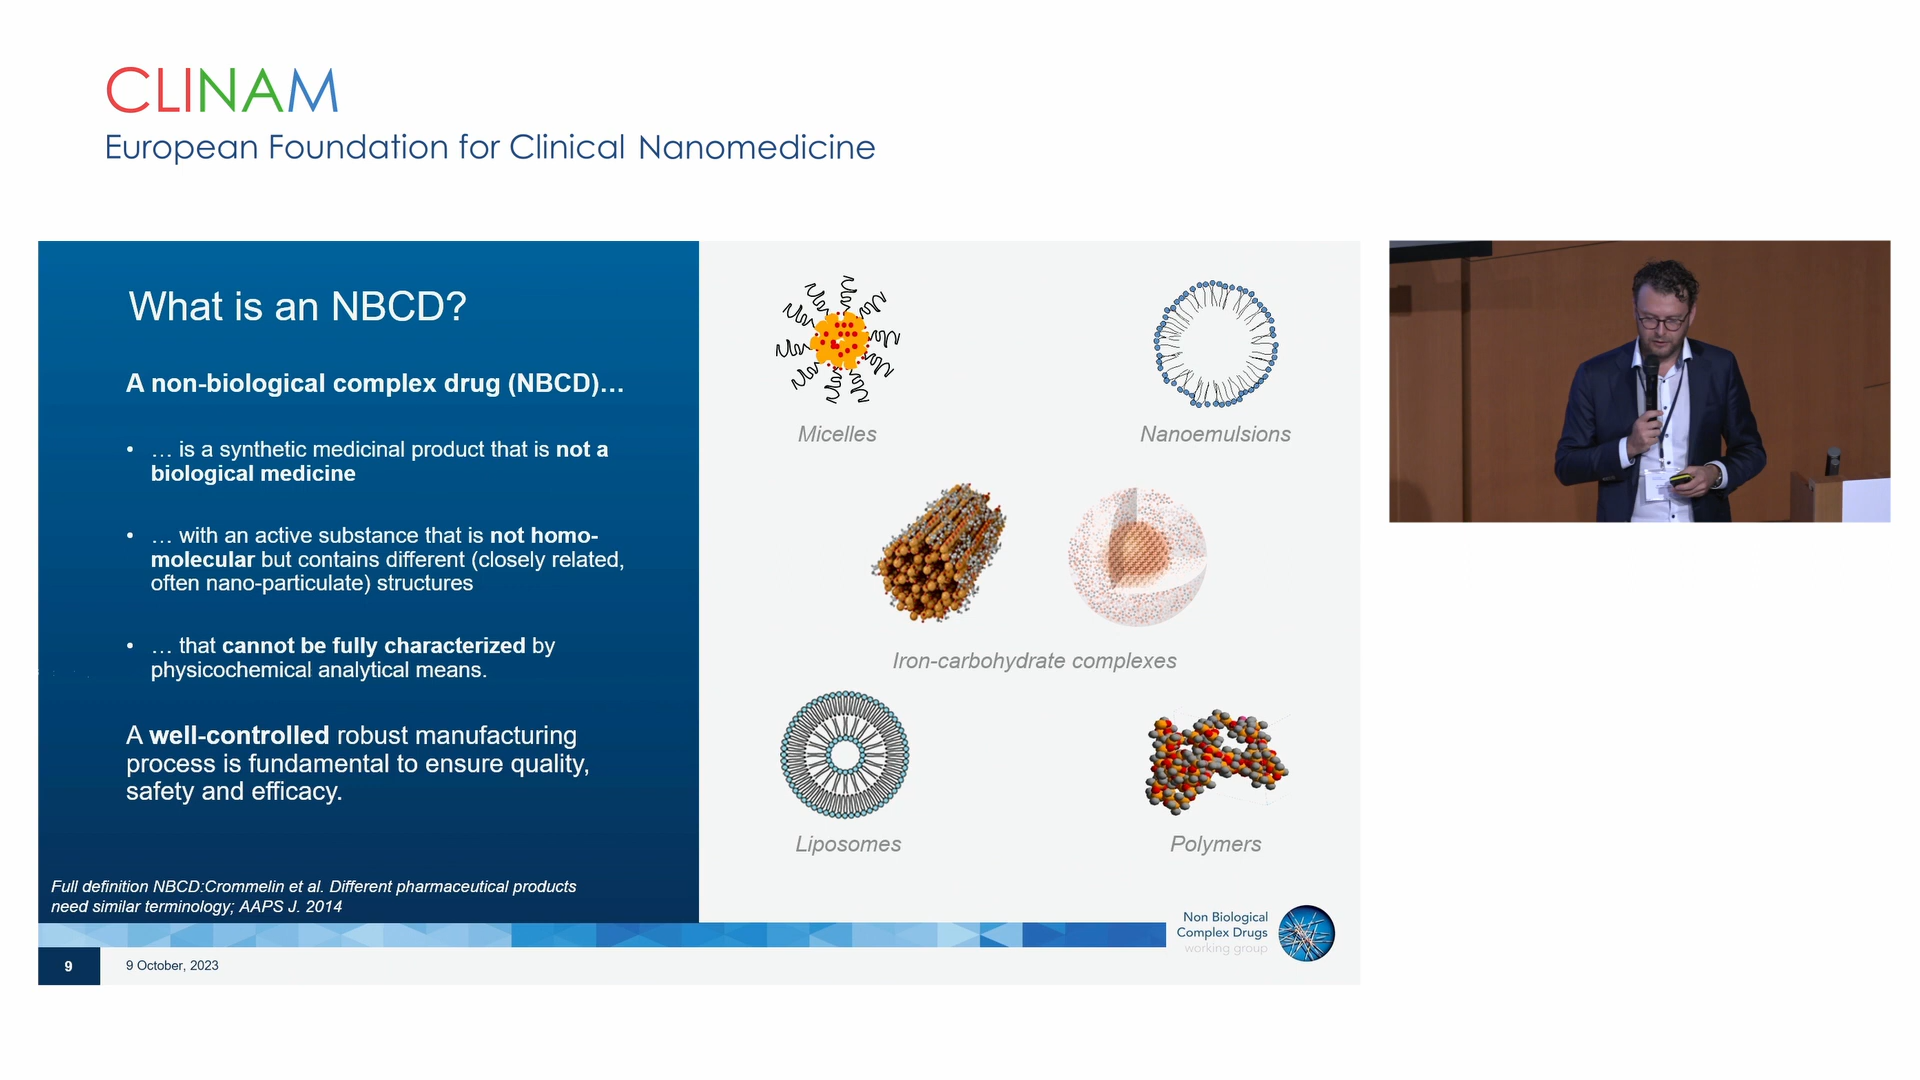 CLINAM
European Foundation for Clinical Nanomedicine
What is an NBCD?
A non-biological complex drug (NBCD)…
• … is a synthetic medicinal product that is not a
biological medicine
• … with an active substance that is not homo-
molecular but contains different (closely related,
often nano-particulate) structures
• … that cannot be fully characterized by
physicochemical analytical means.
A well-controlled robust manufacturing
process is fundamental to ensure quality,
safety and efficacy.
Full definition NBCD:Crommelin et al. Different pharmaceutical products
need similar terminology; AAPS J. 2014
Micelles
Nanoemulsions
Iron-carbohydrate complexes
Liposomes
Polymers
Non Biological
Complex Drugs
working group
9
9 October, 2023